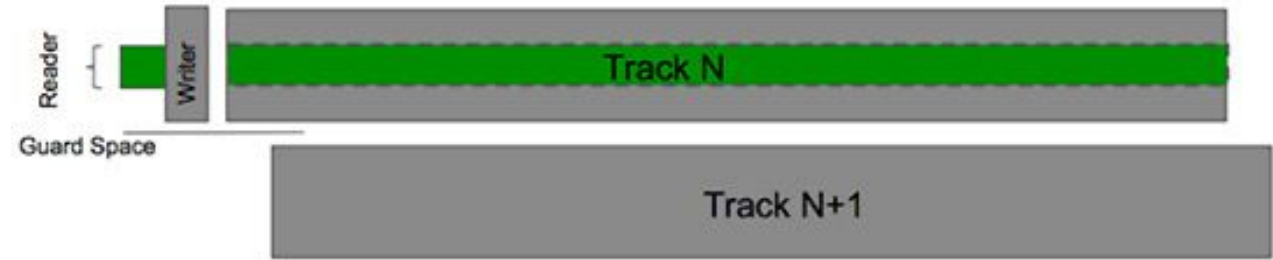 Reader
Writer
Track N
Guard Space
Track N+1